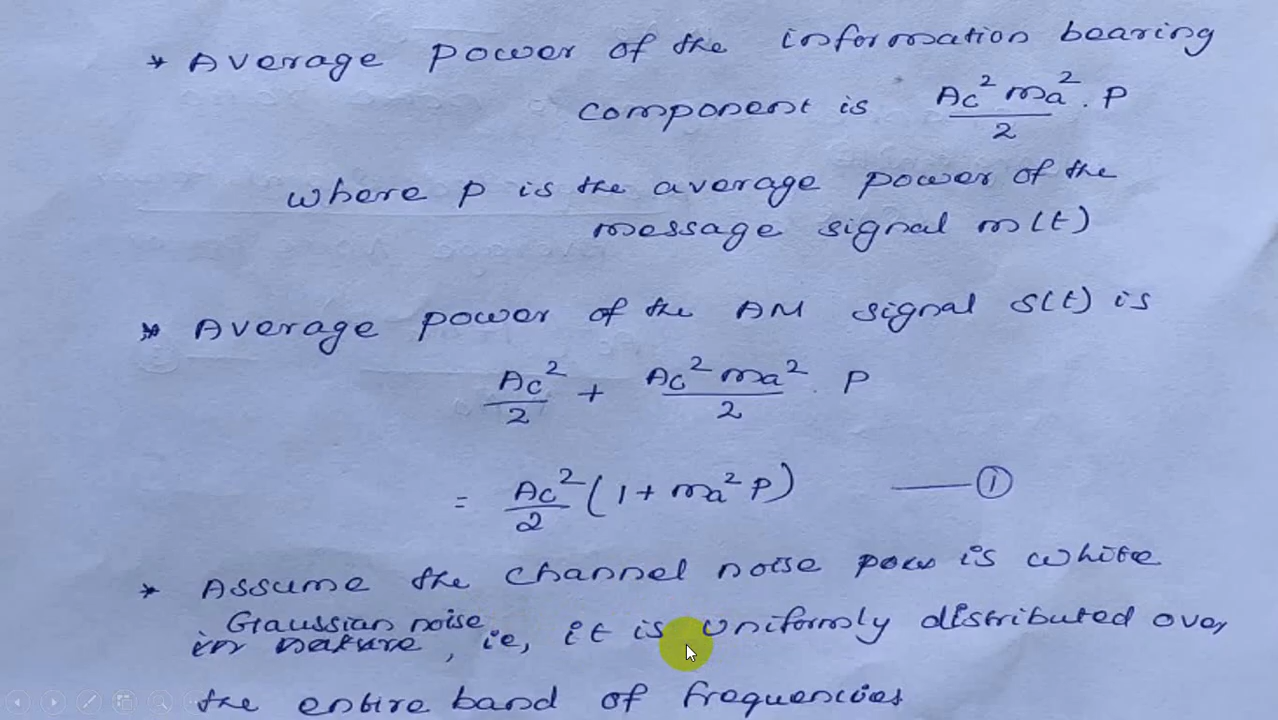 * Average power of the information bearing
component is Ac² ma² . P / 2
where P is the average power of the
message signal m(t)
* Average power of the AM signal s(t) is
Ac² / 2 + Ac² ma² / 2 . P
= Ac² / 2 (1 + ma² P) —— ①
* Assume the channel noise is white
Gaussian noise
in nature, ie, it is uniformly distributed over
the entire band of frequencies